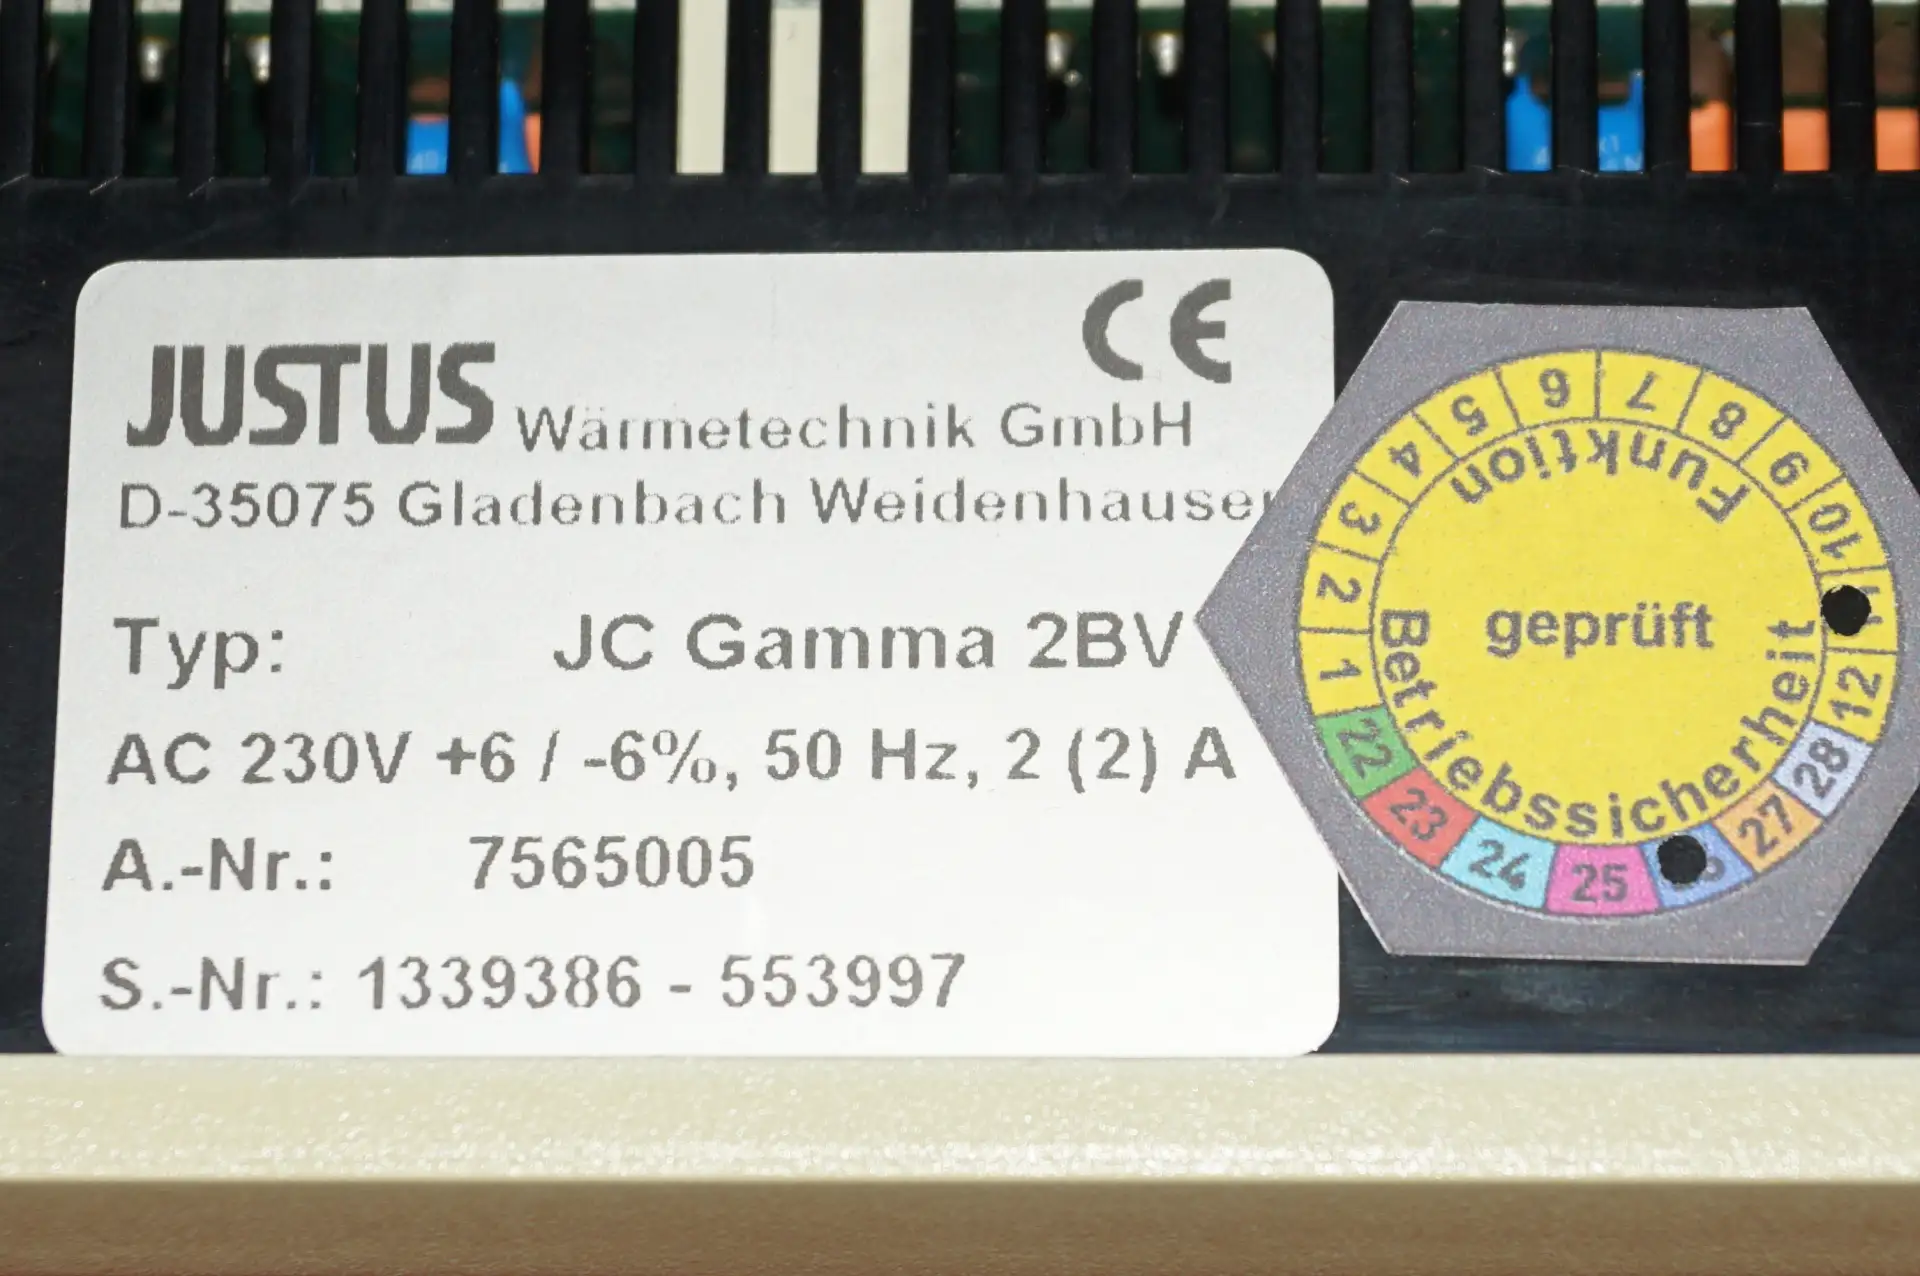 CE
JUSTUS Wärmetechnik GmbH
D-35075 Gladenbach Weidenhausen
Typ: JC Gamma 2BV
AC 230V +6 / -6%, 50 Hz, 2 (2) A
A.-Nr.: 7565005
S.-Nr.: 1339386 - 553997
1 2 3 4 5 6 7 8 9 10 12
Funktion
geprüft
Betriebssicherheit
22 23 24 25 27 28